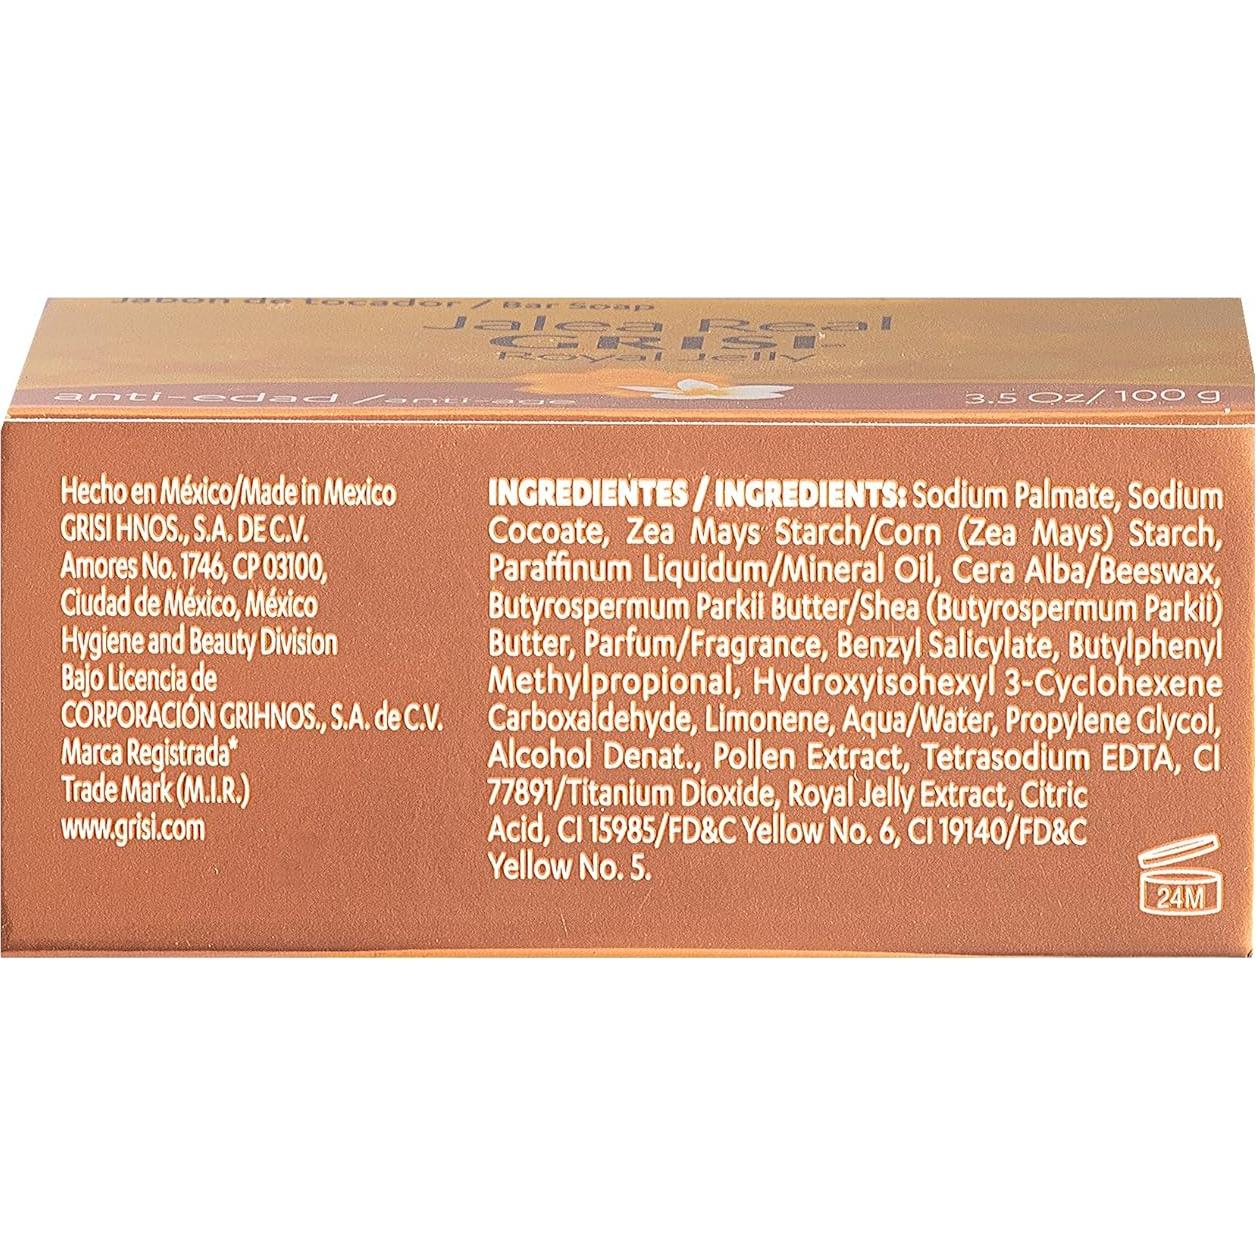 Jabón de tocador / Bar Soap
Jalea Real
GRISI
Royal Jelly
anti-edad / anti-age
3.5 Oz/ 100 g
Hecho en México/Made in Mexico
GRISI HNOS., S.A. DE C.V.
Amores No. 1746, CP 03100,
Ciudad de México, México
Hygiene and Beauty Division
Bajo Licencia de
CORPORACIÓN GRIHNOS., S.A. de C.V.
Marca Registrada*
Trade Mark (M.I.R.)
www.grisi.com
INGREDIENTES / INGREDIENTS: Sodium Palmate, Sodium
Cocoate, Zea Mays Starch/Corn (Zea Mays) Starch,
Paraffinum Liquidum/Mineral Oil, Cera Alba/Beeswax,
Butyrospermum Parkii Butter/Shea (Butyrospermum Parkii)
Butter, Parfum/Fragrance, Benzyl Salicylate, Butylphenyl
Methylpropional, Hydroxyisohexyl 3-Cyclohexene
Carboxaldehyde, Limonene, Aqua/Water, Propylene Glycol,
Alcohol Denat., Pollen Extract, Tetrasodium EDTA, CI
77891/Titanium Dioxide, Royal Jelly Extract, Citric
Acid, CI 15985/FD&C Yellow No. 6, CI 19140/FD&C
Yellow No. 5.
24M